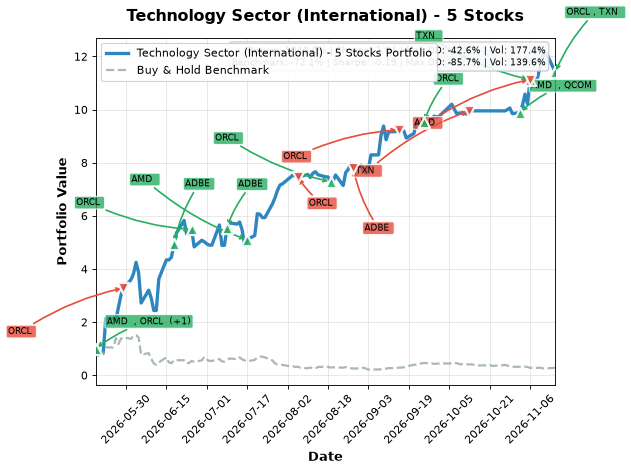 Technology Sector (International) - 5 Stocks
ORCL , TXN
TXN
Technology Sector (International) - 5 Stocks Portfolio
D: -42.6% | Vol: 177.4%
Buy & Hold Benchmark
D: -85.7% | Vol: 139.6%
ORCL
AMD , QCOM
AMD
ORCL
ORCL
TXN
AMD
ADBE
ADBE
ORCL
ORCL
ADBE
AMD , ORCL (+1)
ORCL
Portfolio Value
12
10
8
6
4
2
0
2026-05-30
2026-06-15
2026-07-01
2026-07-17
2026-08-02
2026-08-18
2026-09-03
2026-09-19
2026-10-05
2026-10-21
2026-11-06
Date